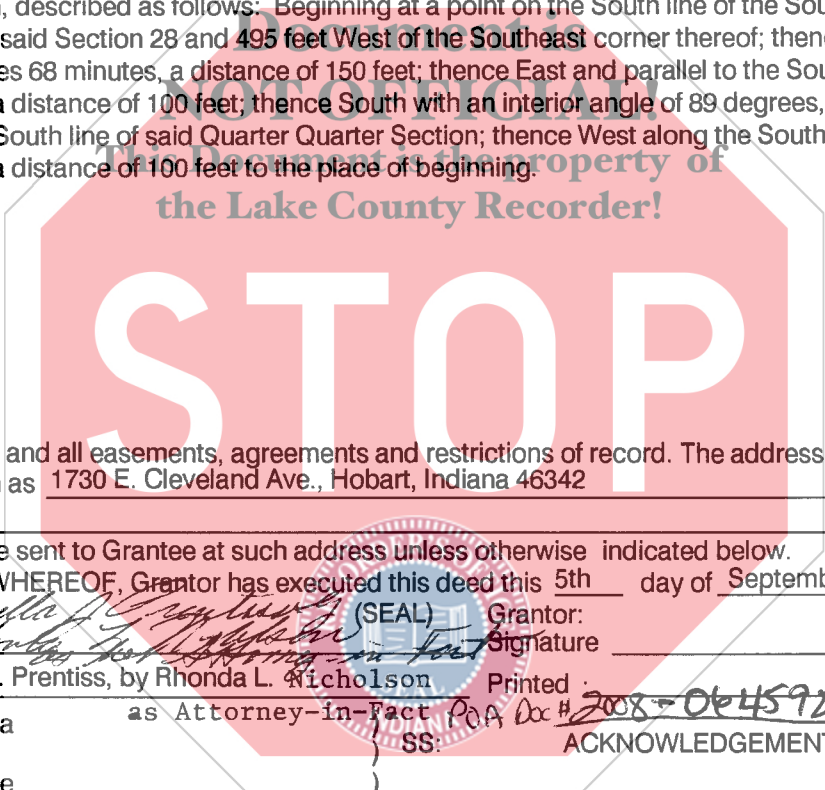 , described as follows: Beginning at a point on the South line of the Sou
said Section 28 and 495 feet West of the Southeast corner thereof; then
es 68 minutes, a distance of 150 feet; thence East and parallel to the Sou
a distance of 100 feet; thence South with an interior angle of 89 degrees,
South line of said Quarter Quarter Section; thence West along the South
a distance of 100 feet to the place of beginning.
Document is
NOT OFFICIAL!
This Document is the property of
the Lake County Recorder!
STOP
and all easements, agreements and restrictions of record. The address
as 1730 E. Cleveland Ave., Hobart, Indiana 46342
e sent to Grantee at such address unless otherwise indicated below.
WHEREOF, Grantor has executed this deed this 5th day of Septemb
(SEAL) Grantor:
Signature
. Prentiss, by Rhonda L. Nicholson Printed
as Attorney-in-Fact POA Doc # 2008-064592
a SS: ACKNOWLEDGEMENT
e
SEAL
INDIANA